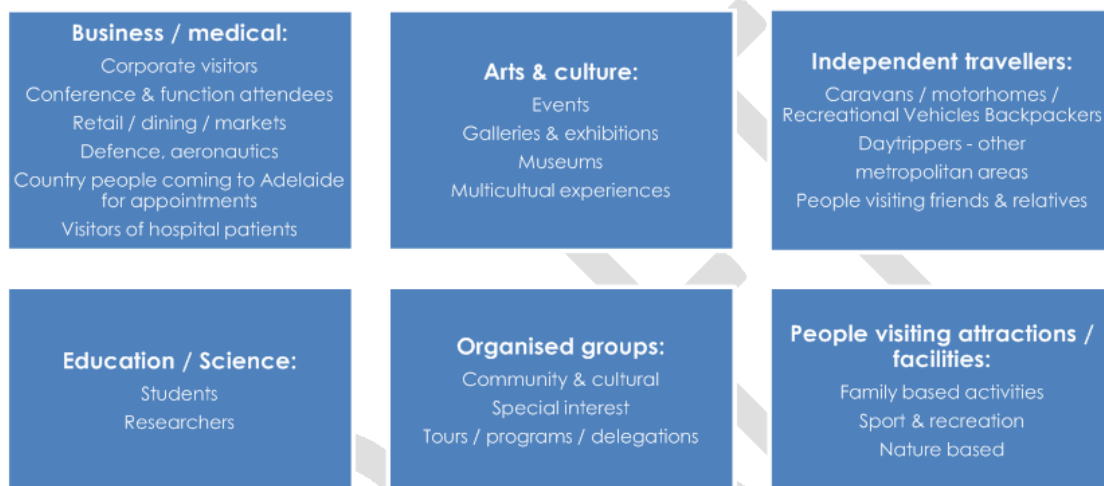 Business / medical:
Corporate visitors
Conference & function attendees
Retail / dining / markets
Defence, aeronautics
Country people coming to Adelaide
for appointments
Visitors of hospital patients
Arts & culture:
Events
Galleries & exhibitions
Museums
Multicultual experiences
Independent travellers:
Caravans / motorhomes /
Recreational Vehicles Backpackers
Daytrippers - other
metropolitan areas
People visiting friends & relatives
Education / Science:
Students
Researchers
Organised groups:
Community & cultural
Special interest
Tours / programs / delegations
People visiting attractions /
facilities:
Family based activities
Sport & recreation
Nature based